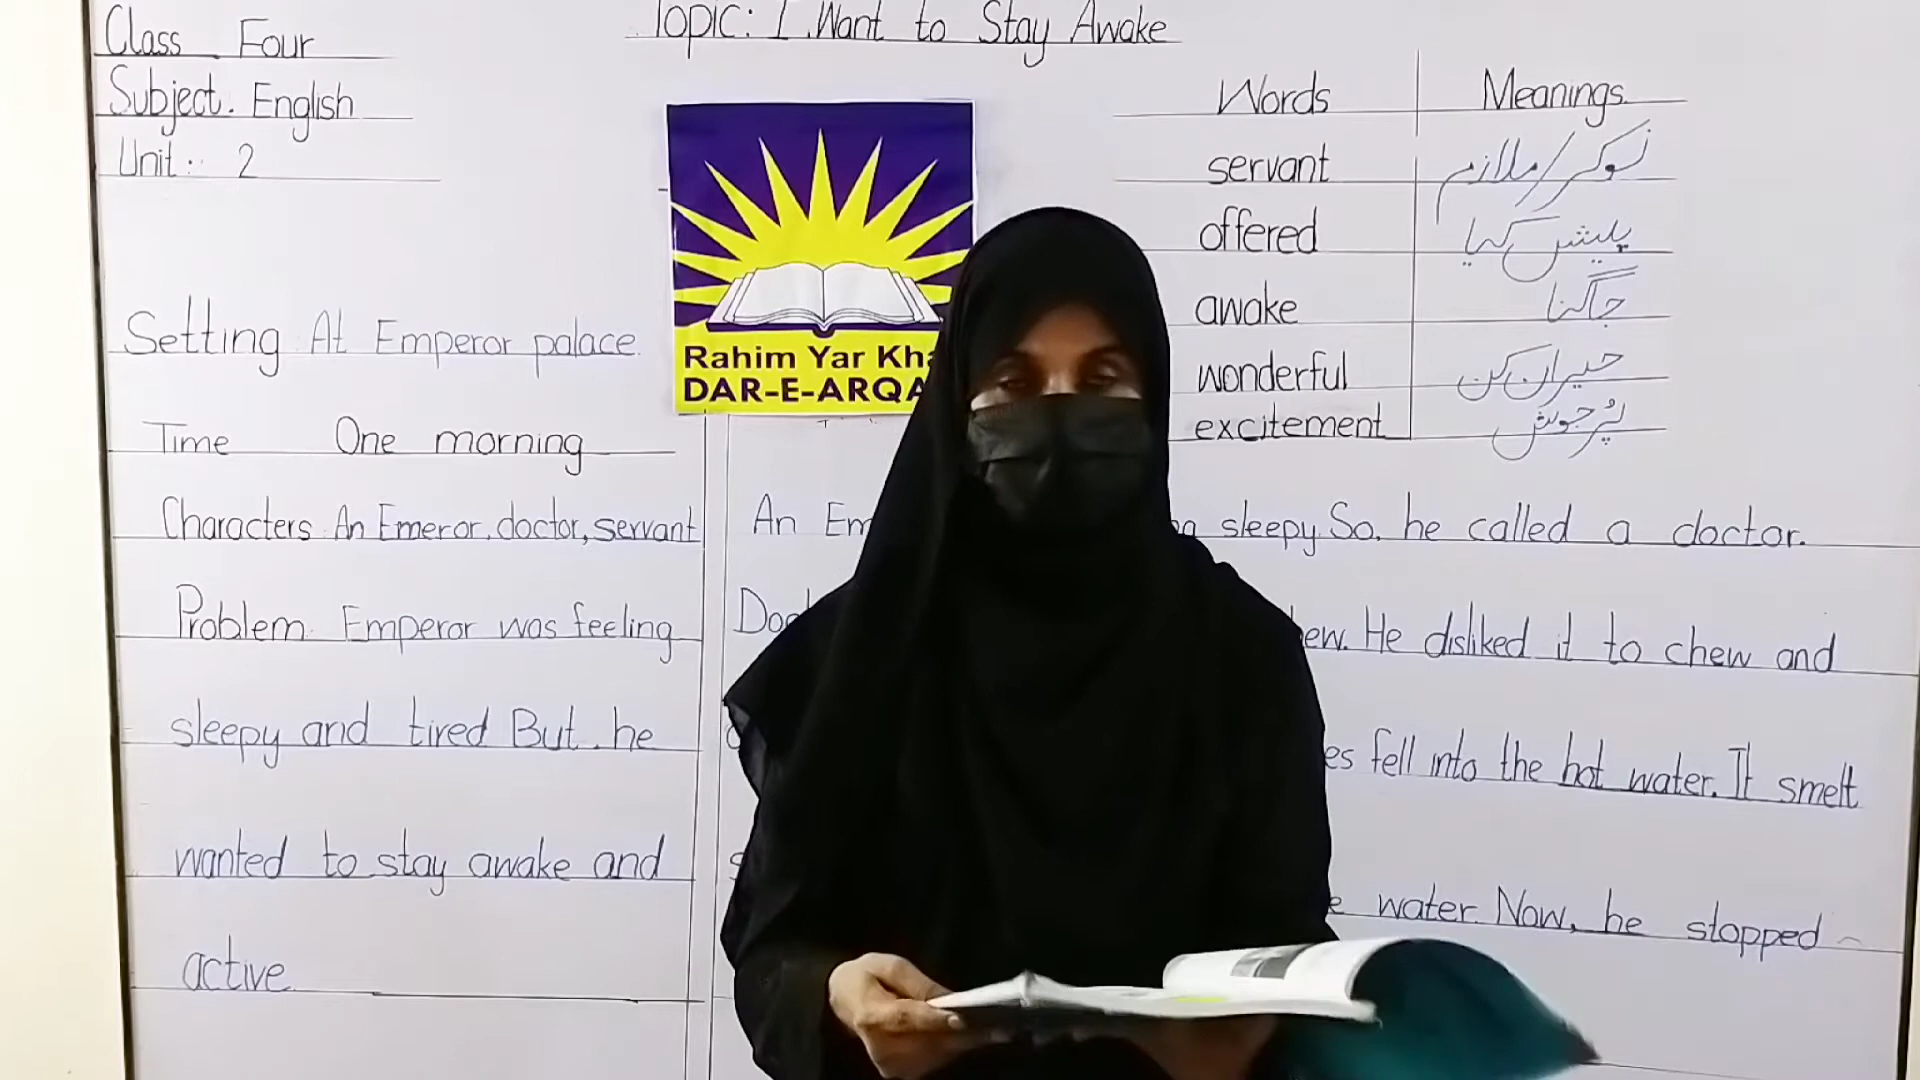 Class Four
Subject. English
Unit: 2
Topic: I Want to Stay Awake
Words Meanings
servant نوکر/ملازم
offered پیش کیا
awake جاگنا
wonderful حیران کن
excitement پُرجوش
Rahim Yar Kha
DAR-E-ARQA
Setting At Emperor palace
Time One morning
Characters An Emeror, doctor, servant
Problem Emperor was feeling
sleepy and tired But he
wanted to stay awake and
active
An Em sleepy. So, he called a doctor.
Doc ew. He disliked it to chew and
es fell into the hot water. It smelt
water. Now, he stopped